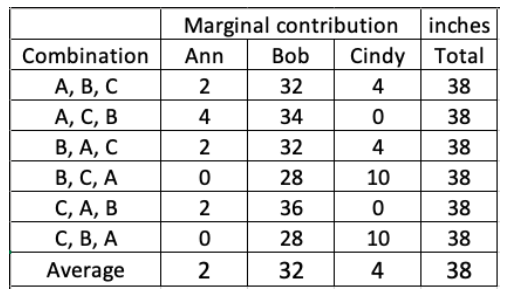 Marginal contribution inches
Combination Ann Bob Cindy Total
A, B, C 2 32 4 38
A, C, B 4 34 0 38
B, A, C 2 32 4 38
B, C, A 0 28 10 38
C, A, B 2 36 0 38
C, B, A 0 28 10 38
Average 2 32 4 38